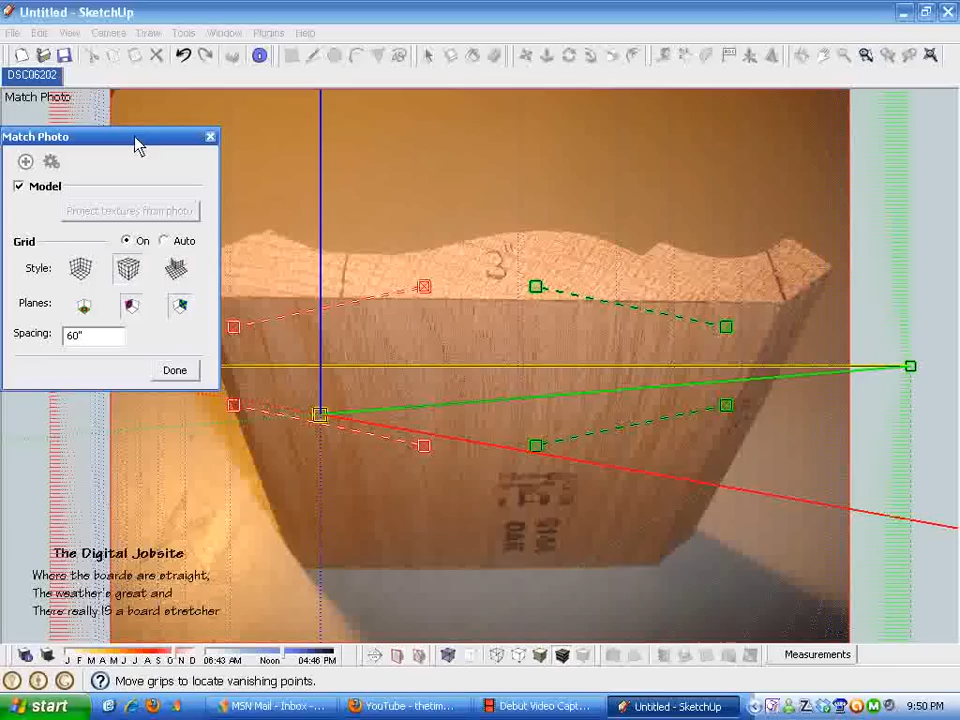 Untitled - SketchUp
File Edit View Camera Draw Tools Window Plugins Help
DSC06202
Match Photo
Match Photo
Model
Project textures from photo
Grid On Auto
Style:
Planes:
Spacing: 60"
Done
3"
OAK
The Digital Jobsite
Where the boards are straight,
The weather's great and
There really IS a board stretcher
J F M A M J J A S O N D 06:43 AM Noon 04:46 PM
Measurements
Move grips to locate vanishing points.
start
MSN Mail - Inbox -...
YouTube - thetim...
Debut Video Capt...
Untitled - SketchUp
9:50 PM